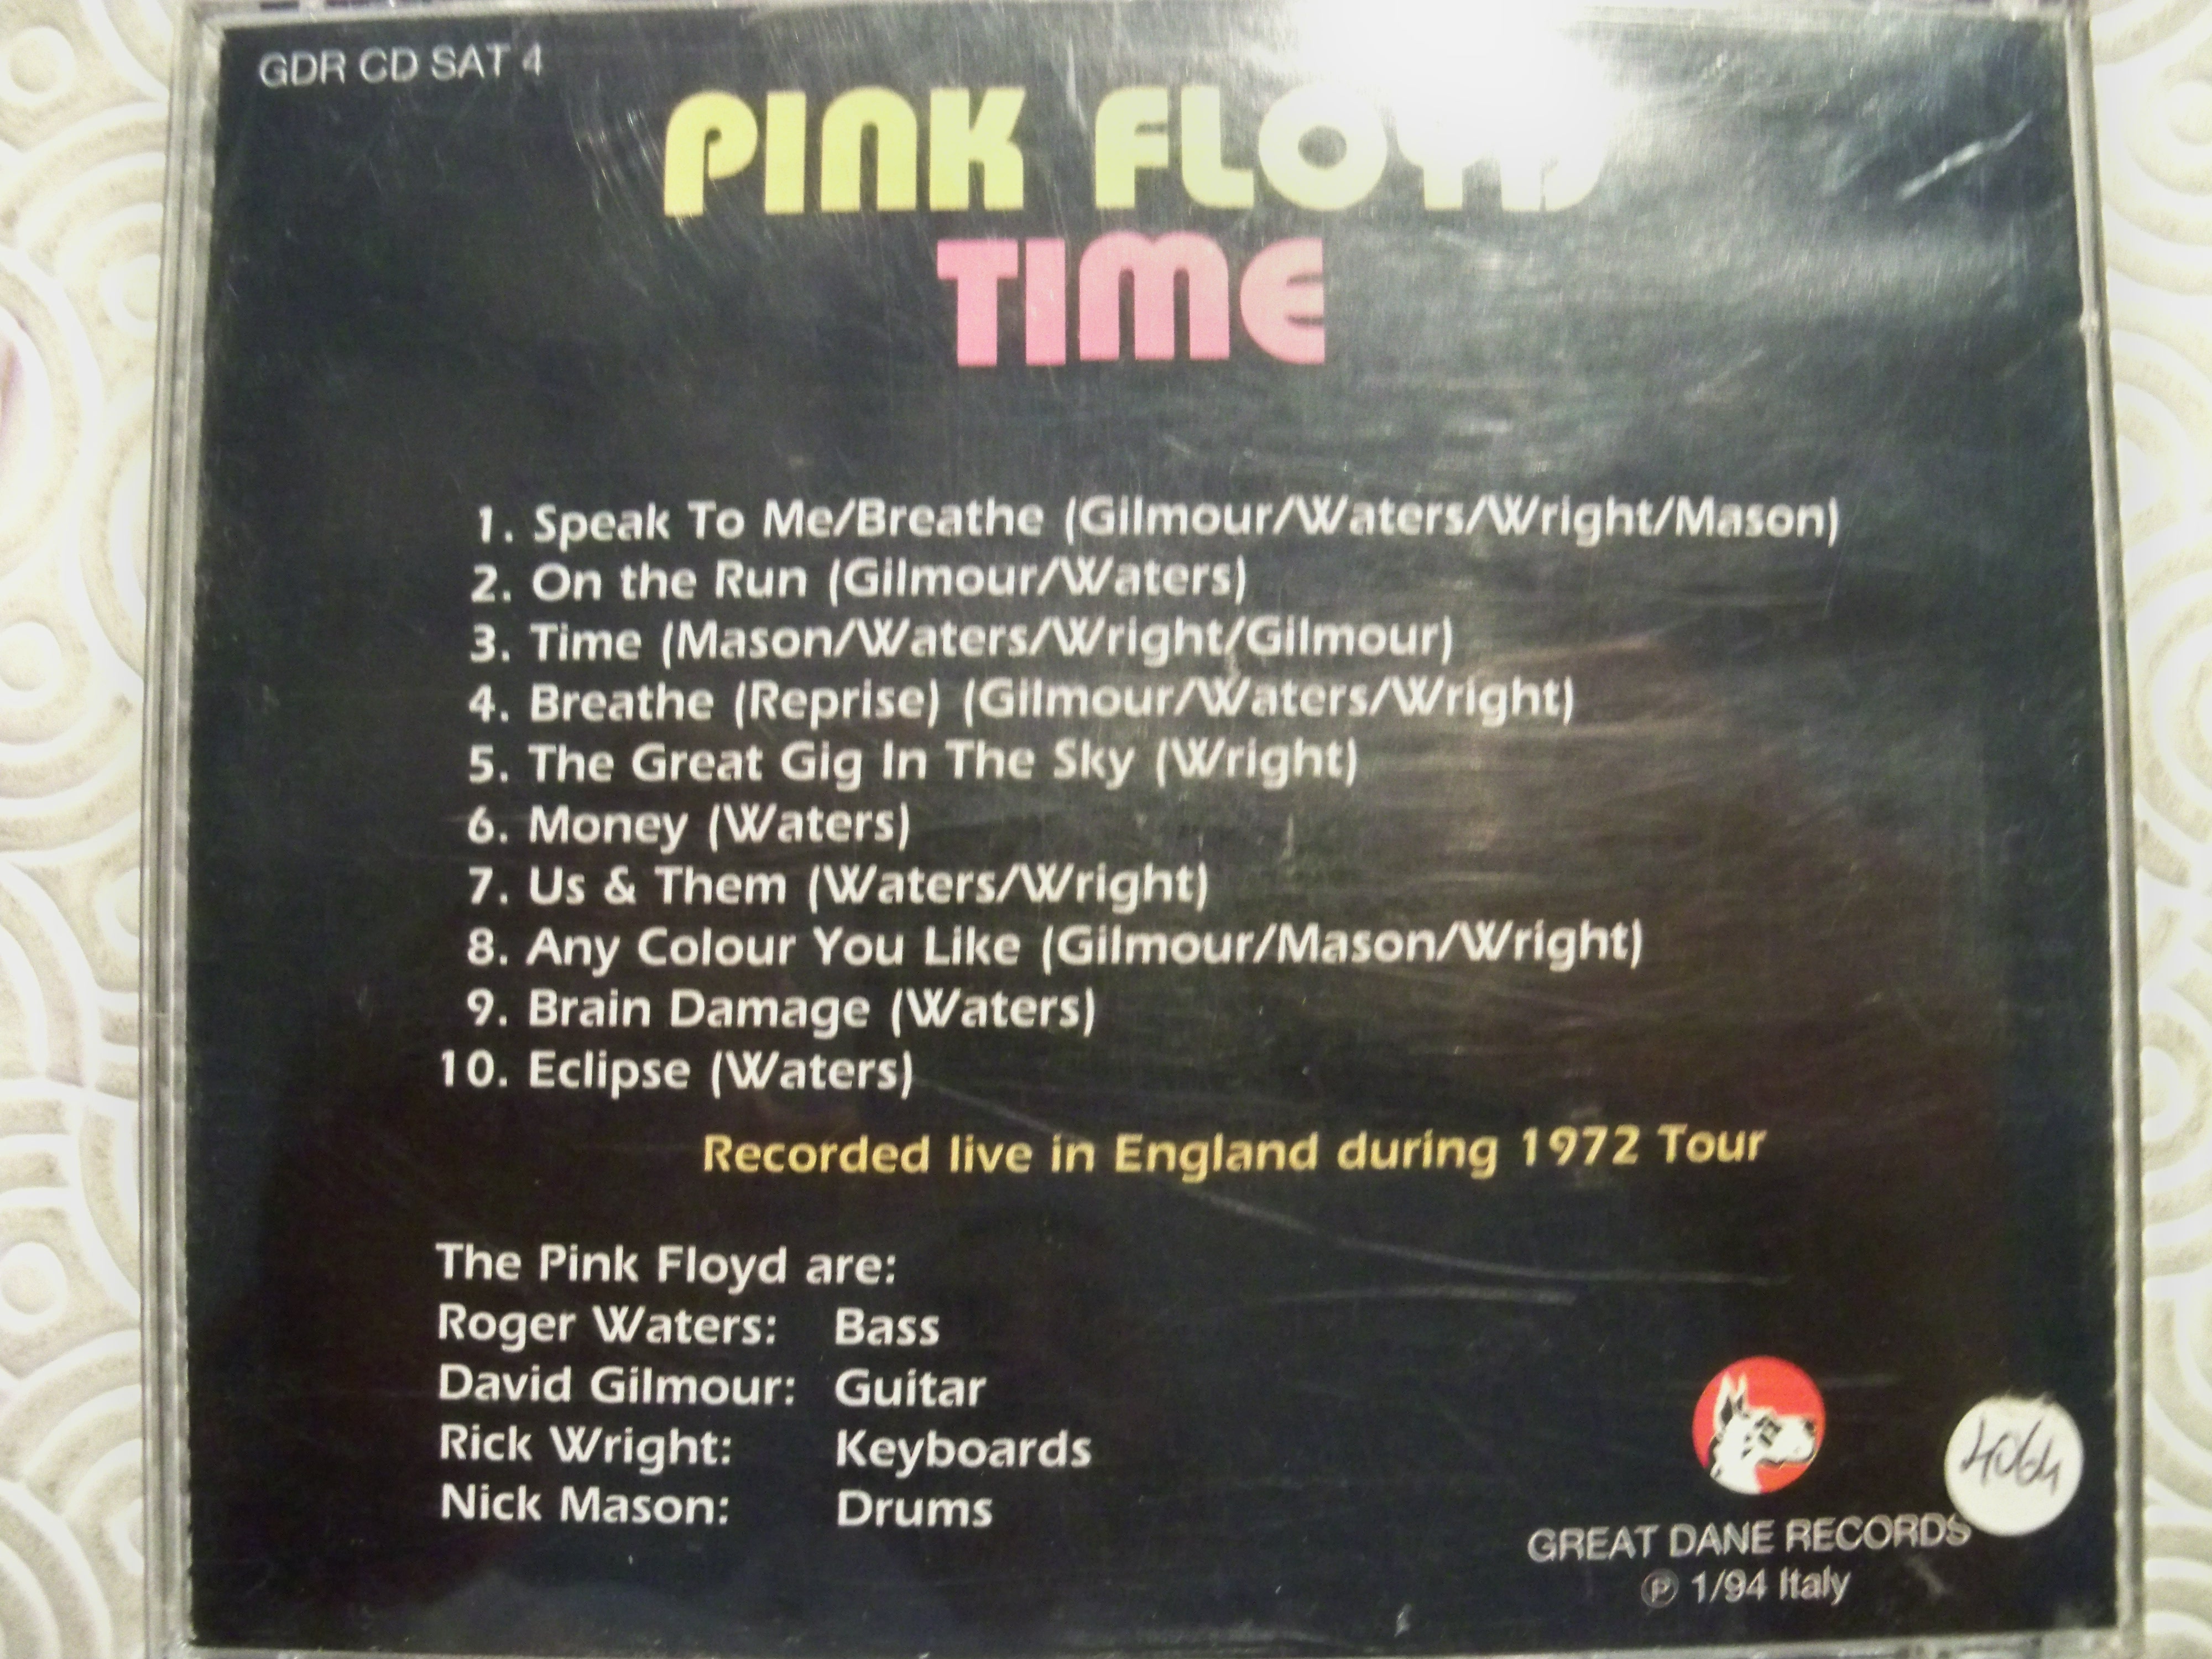 GDR CD SAT 4
PINK FLOYD
TIME
1. Speak To Me/Breathe (Gilmour/Waters/Wright/Mason)
2. On the Run (Gilmour/Waters)
3. Time (Mason/Waters/Wright/Gilmour)
4. Breathe (Reprise) (Gilmour/Waters/Wright)
5. The Great Gig In The Sky (Wright)
6. Money (Waters)
7. Us & Them (Waters/Wright)
8. Any Colour You Like (Gilmour/Mason/Wright)
9. Brain Damage (Waters)
10. Eclipse (Waters)
Recorded live in England during 1972 Tour
The Pink Floyd are:
Roger Waters: Bass
David Gilmour: Guitar
Rick Wright: Keyboards
Nick Mason: Drums
GREAT DANE RECORDS
℗ 1/94 Italy